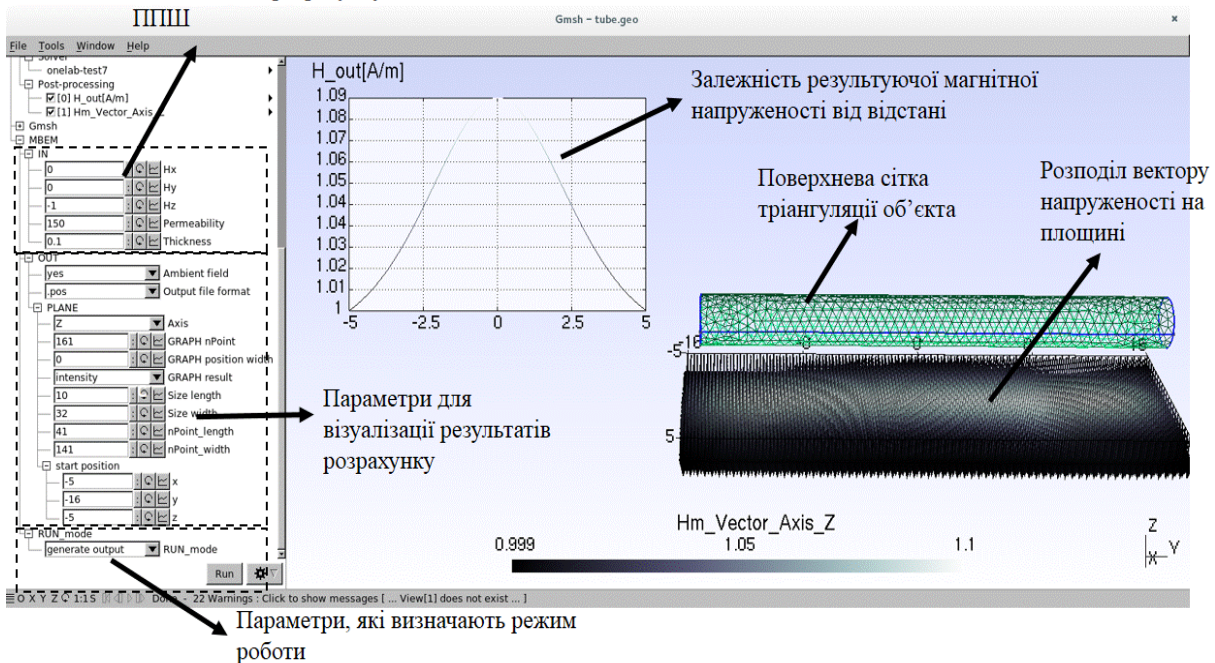 ППШ
Gmsh – tube.geo
×
File Tools Window Help
Solver
onelab-test7
Post-processing
[0] H_out[A/m]
[1] Hm_Vector_Axis_Z
Gmsh
MBEM
IN
0 Hx
0 Hy
-1 Hz
150 Permeability
0.1 Thickness
OUT
yes Ambient field
.pos Output file format
PLANE
Z Axis
161 GRAPH nPoint
0 GRAPH position width
intensity GRAPH result
10 Size length
32 Size width
41 nPoint_length
141 nPoint_width
start position
-5 x
-16 y
-5 z
RUN_mode
generate output RUN_mode
Run
O X Y Z 1:1 S Done - 22 Warnings : Click to show messages [ ... View[1] does not exist ... ]
H_out[A/m]
1.09
1.08
1.07
1.06
1.05
1.04
1.03
1.02
1.01
1
-5 -2.5 0 2.5 5
Залежність результуючої магнітної
напруженості від відстані
Поверхнева сітка
тріангуляції об’єкта
Розподіл вектору
напруженості на
площині
Параметри для
візуалізації результатів
розрахунку
5
Hm_Vector_Axis_Z
0.999 1.05 1.1
Z
Y
X
Параметри, які визначають режим
роботи